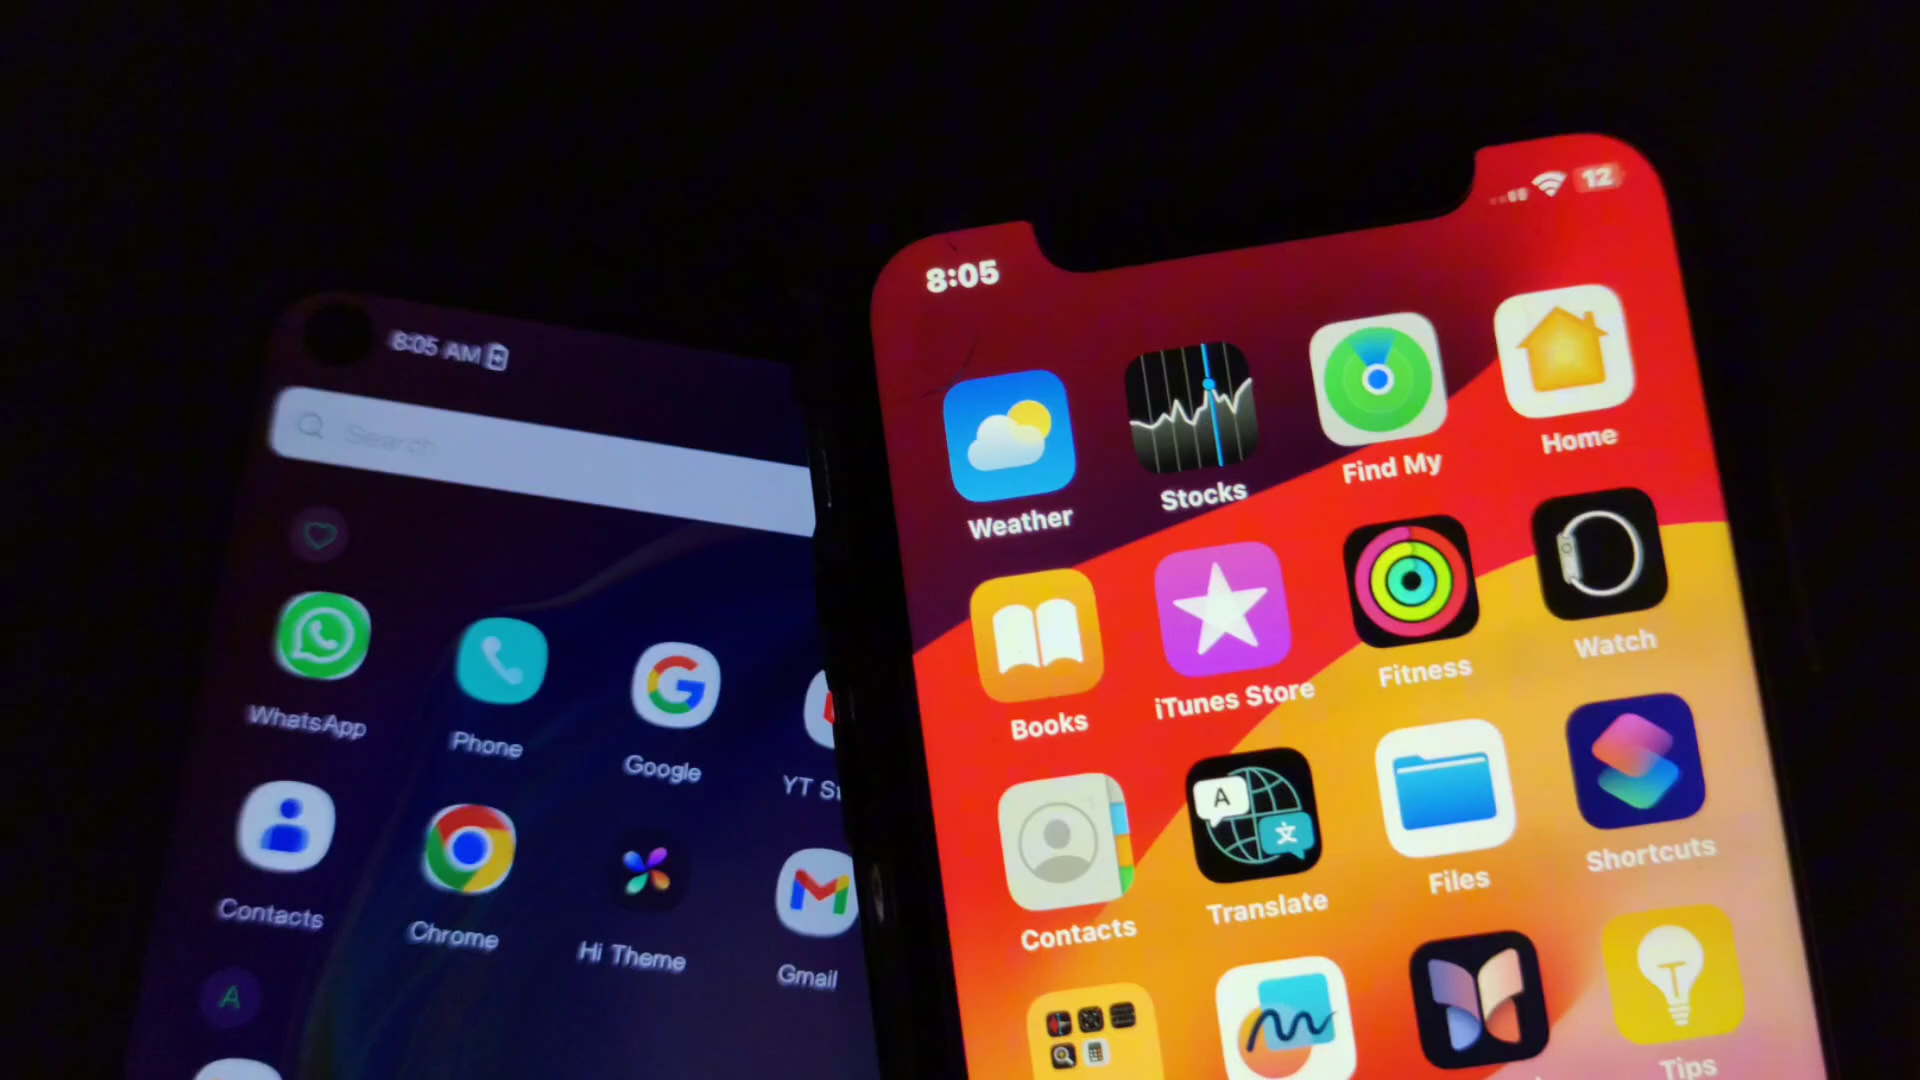 8:05 AM
Search
WhatsApp
Phone
Google
YT
Contacts
Chrome
Hi Theme
Gmail
A
8:05
12
Weather
Stocks
Find My
Home
Books
iTunes Store
Fitness
Watch
Contacts
A 文
Translate
Files
Shortcuts
Tips